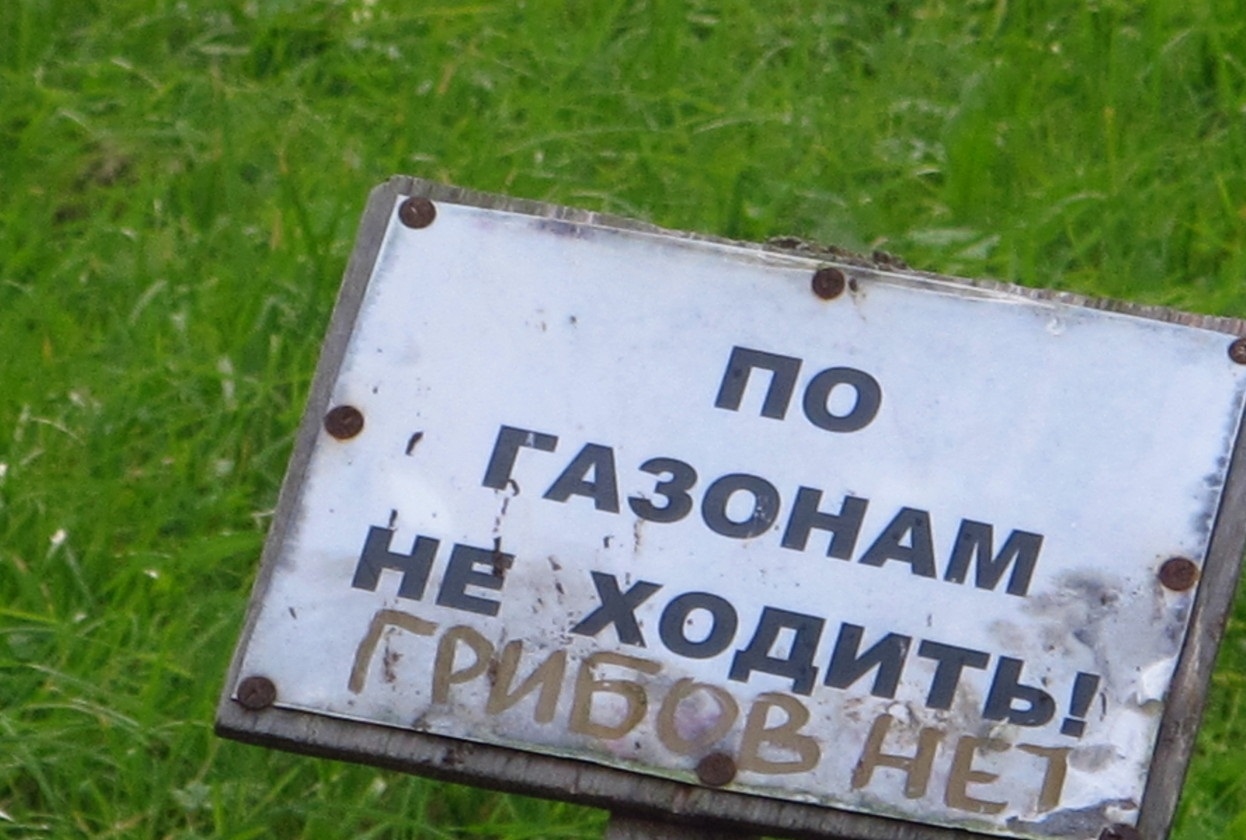 ПО
ГАЗОНАМ
НЕ ХОДИТЬ!
ГРИБОВ НЕТ